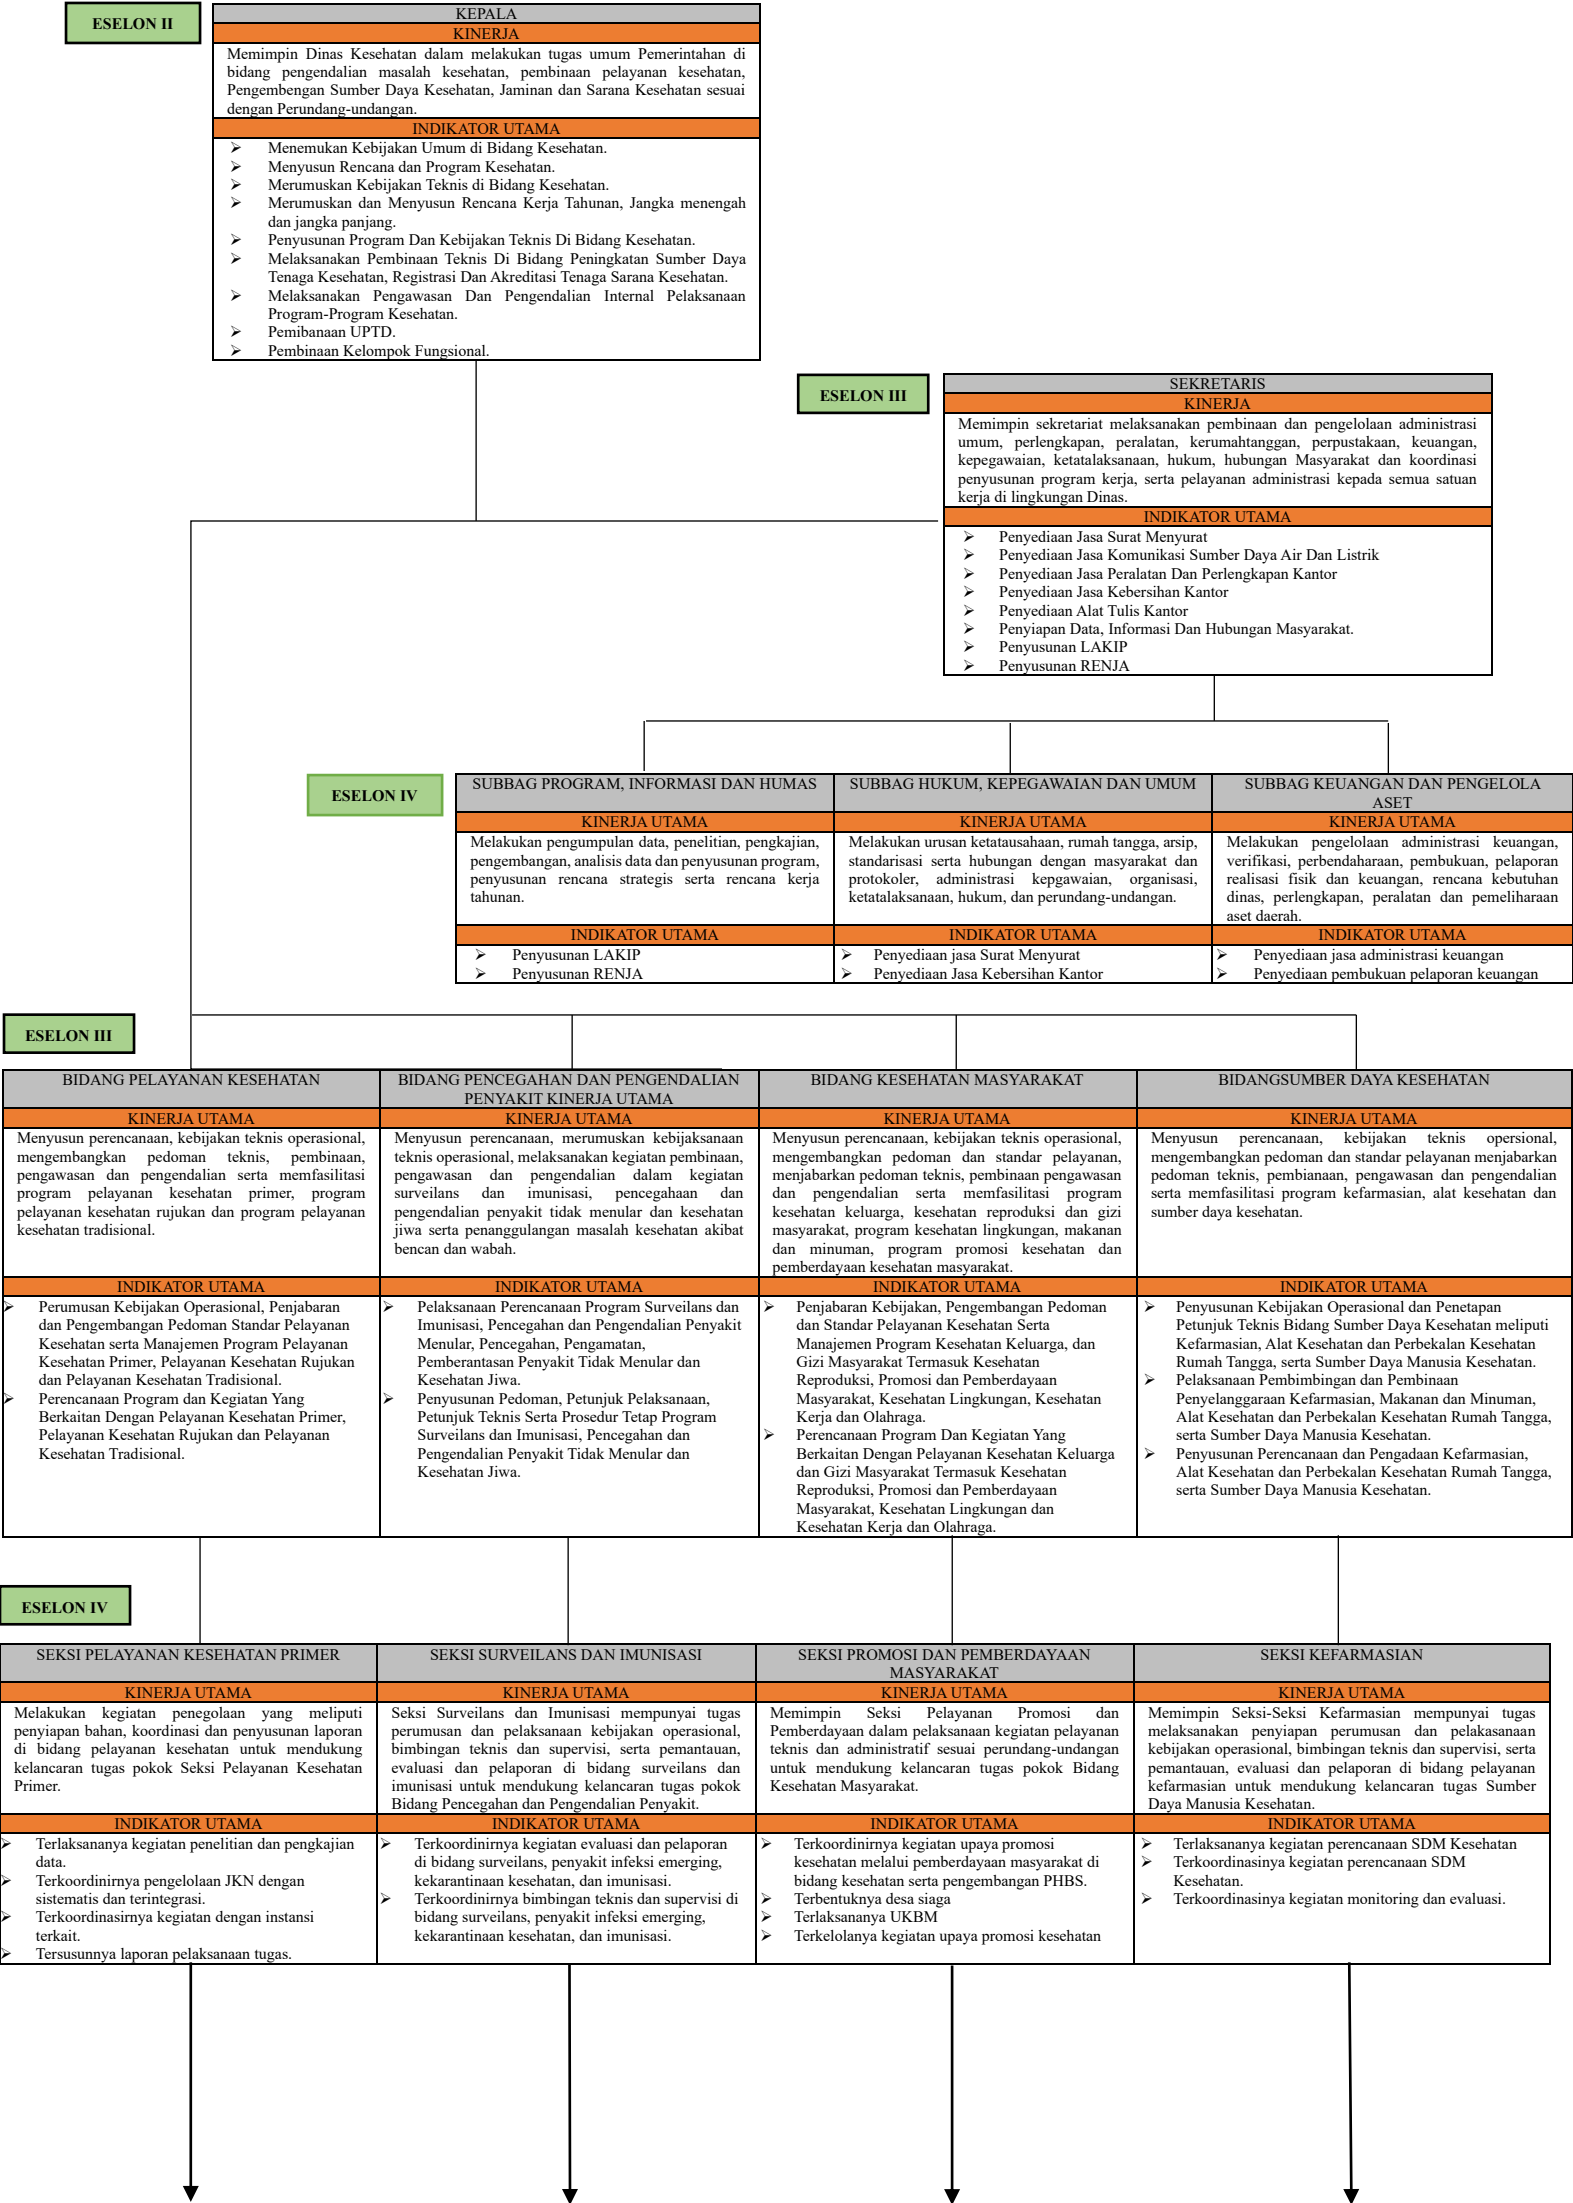 ESELON II
KEPALA
KINERJA
Memimpin Dinas Kesehatan dalam melakukan tugas umum Pemerintahan di
bidang pengendalian masalah kesehatan, pembinaan pelayanan kesehatan,
Pengembengan Sumber Daya Kesehatan, Jaminan dan Sarana Kesehatan sesuai
dengan Perundang-undangan.
INDIKATOR UTAMA
➢ Menemukan Kebijakan Umum di Bidang Kesehatan.
➢ Menyusun Rencana dan Program Kesehatan.
➢ Merumuskan Kebijakan Teknis di Bidang Kesehatan.
➢ Merumuskan dan Menyusun Rencana Kerja Tahunan, Jangka menengah
dan jangka panjang.
➢ Penyusunan Program Dan Kebijakan Teknis Di Bidang Kesehatan.
➢ Melaksanakan Pembinaan Teknis Di Bidang Peningkatan Sumber Daya
Tenaga Kesehatan, Registrasi Dan Akreditasi Tenaga Sarana Kesehatan.
➢ Melaksanakan Pengawasan Dan Pengendalian Internal Pelaksanaan
Program-Program Kesehatan.
➢ Pemibanaan UPTD.
➢ Pembinaan Kelompok Fungsional.
ESELON III
SEKRETARIS
KINERJA
Memimpin sekretariat melaksanakan pembinaan dan pengelolaan administrasi
umum, perlengkapan, peralatan, kerumahtanggan, perpustakaan, keuangan,
kepegawaian, ketatalaksanaan, hukum, hubungan Masyarakat dan koordinasi
penyusunan program kerja, serta pelayanan administrasi kepada semua satuan
kerja di lingkungan Dinas.
INDIKATOR UTAMA
➢ Penyediaan Jasa Surat Menyurat
➢ Penyediaan Jasa Komunikasi Sumber Daya Air Dan Listrik
➢ Penyediaan Jasa Peralatan Dan Perlengkapan Kantor
➢ Penyediaan Jasa Kebersihan Kantor
➢ Penyediaan Alat Tulis Kantor
➢ Penyiapan Data, Informasi Dan Hubungan Masyarakat.
➢ Penyusunan LAKIP
➢ Penyusunan RENJA
ESELON IV
SUBBAG PROGRAM, INFORMASI DAN HUMAS
KINERJA UTAMA
Melakukan pengumpulan data, penelitian, pengkajian,
pengembangan, analisis data dan penyusunan program,
penyusunan rencana strategis serta rencana kerja
tahunan.
INDIKATOR UTAMA
➢ Penyusunan LAKIP
➢ Penyusunan RENJA
SUBBAG HUKUM, KEPEGAWAIAN DAN UMUM
KINERJA UTAMA
Melakukan urusan ketatausahaan, rumah tangga, arsip,
standarisasi serta hubungan dengan masyarakat dan
protokoler, administrasi kepgawaian, organisasi,
ketatalaksanaan, hukum, dan perundang-undangan.
INDIKATOR UTAMA
➢ Penyediaan jasa Surat Menyurat
➢ Penyediaan Jasa Kebersihan Kantor
SUBBAG KEUANGAN DAN PENGELOLA
ASET
KINERJA UTAMA
Melakukan pengelolaan administrasi keuangan,
verifikasi, perbendaharaan, pembukuan, pelaporan
realisasi fisik dan keuangan, rencana kebutuhan
dinas, perlengkapan, peralatan dan pemeliharaan
aset daerah.
INDIKATOR UTAMA
➢ Penyediaan jasa administrasi keuangan
➢ Penyediaan pembukuan pelaporan keuangan
ESELON III
BIDANG PELAYANAN KESEHATAN
KINERJA UTAMA
Menyusun perencanaan, kebijakan teknis operasional,
mengembangkan pedoman teknis, pembinaan,
pengawasan dan pengendalian serta memfasilitasi
program pelayanan kesehatan primer, program
pelayanan kesehatan rujukan dan program pelayanan
kesehatan tradisional.
INDIKATOR UTAMA
➢ Perumusan Kebijakan Operasional, Penjabaran
dan Pengembangan Pedoman Standar Pelayanan
Kesehatan serta Manajemen Program Pelayanan
Kesehatan Primer, Pelayanan Kesehatan Rujukan
dan Pelayanan Kesehatan Tradisional.
➢ Perencanaan Program dan Kegiatan Yang
Berkaitan Dengan Pelayanan Kesehatan Primer,
Pelayanan Kesehatan Rujukan dan Pelayanan
Kesehatan Tradisional.
BIDANG PENCEGAHAN DAN PENGENDALIAN
PENYAKIT KINERJA UTAMA
KINERJA UTAMA
Menyusun perencanaan, merumuskan kebijaksanaan
teknis operasional, melaksanakan kegiatan pembinaan,
pengawasan dan pengendalian dalam kegiatan
surveilans dan imunisasi, pencegahaan dan
pengendalian penyakit tidak menular dan kesehatan
jiwa serta penanggulangan masalah kesehatan akibat
bencan dan wabah.
INDIKATOR UTAMA
➢ Pelaksanaan Perencanaan Program Surveilans dan
Imunisasi, Pencegahan dan Pengendalian Penyakit
Menular, Pencegahan, Pengamatan,
Pemberantasan Penyakit Tidak Menular dan
Kesehatan Jiwa.
➢ Penyusunan Pedoman, Petunjuk Pelaksanaan,
Petunjuk Teknis Serta Prosedur Tetap Program
Surveilans dan Imunisasi, Pencegahan dan
Pengendalian Penyakit Tidak Menular dan
Kesehatan Jiwa.
BIDANG KESEHATAN MASYARAKAT
KINERJA UTAMA
Menyusun perencanaan, kebijakan teknis operasional,
mengembangkan pedoman dan standar pelayanan,
menjabarkan pedoman teknis, pembinaan pengawasan
dan pengendalian serta memfasilitasi program
kesehatan keluarga, kesehatan reproduksi dan gizi
masyarakat, program kesehatan lingkungan, makanan
dan minuman, program promosi kesehatan dan
pemberdayaan kesehatan masyarakat.
INDIKATOR UTAMA
➢ Penjabaran Kebijakan, Pengembangan Pedoman
dan Standar Pelayanan Kesehatan Serta
Manajemen Program Kesehatan Keluarga, dan
Gizi Masyarakat Termasuk Kesehatan
Reproduksi, Promosi dan Pemberdayaan
Masyarakat, Kesehatan Lingkungan, Kesehatan
Kerja dan Olahraga.
➢ Perencanaan Program Dan Kegiatan Yang
Berkaitan Dengan Pelayanan Kesehatan Keluarga
dan Gizi Masyarakat Termasuk Kesehatan
Reproduksi, Promosi dan Pemberdayaan
Masyarakat, Kesehatan Lingkungan dan
Kesehatan Kerja dan Olahraga.
BIDANGSUMBER DAYA KESEHATAN
KINERJA UTAMA
Menyusun perencanaan, kebijakan teknis opersional,
mengembangkan pedoman dan standar pelayanan menjabarkan
pedoman teknis, pembianaan, pengawasan dan pengendalian
serta memfasilitasi program kefarmasian, alat kesehatan dan
sumber daya kesehatan.
INDIKATOR UTAMA
➢ Penyusunan Kebijakan Operasional dan Penetapan
Petunjuk Teknis Bidang Sumber Daya Kesehatan meliputi
Kefarmasian, Alat Kesehatan dan Perbekalan Kesehatan
Rumah Tangga, serta Sumber Daya Manusia Kesehatan.
➢ Pelaksanaan Pembimbingan dan Pembinaan
Penyelanggaraan Kefarmasian, Makanan dan Minuman,
Alat Kesehatan dan Perbekalan Kesehatan Rumah Tangga,
serta Sumber Daya Manusia Kesehatan.
➢ Penyusunan Perencanaan dan Pengadaan Kefarmasian,
Alat Kesehatan dan Perbekalan Kesehatan Rumah Tangga,
serta Sumber Daya Manusia Kesehatan.
ESELON IV
SEKSI PELAYANAN KESEHATAN PRIMER
KINERJA UTAMA
Melakukan kegiatan penegolaan yang meliputi
penyiapan bahan, koordinasi dan penyusunan laporan
di bidang pelayanan kesehatan untuk mendukung
kelancaran tugas pokok Seksi Pelayanan Kesehatan
Primer.
INDIKATOR UTAMA
➢ Terlaksananya kegiatan penelitian dan pengkajian
data.
➢ Terkoordinirnya pengelolaan JKN dengan
sistematis dan terintegrasi.
➢ Terkoordinasirnya kegiatan dengan instansi
terkait.
➢ Tersusunnya laporan pelaksanaan tugas.
SEKSI SURVEILANS DAN IMUNISASI
KINERJA UTAMA
Seksi Surveilans dan Imunisasi mempunyai tugas
perumusan dan pelaksanaan kebijakan operasional,
bimbingan teknis dan supervisi, serta pemantauan,
evaluasi dan pelaporan di bidang surveilans dan
imunisasi untuk mendukung kelancaran tugas pokok
Bidang Pencegahan dan Pengendalian Penyakit.
INDIKATOR UTAMA
➢ Terkoordinirnya kegiatan evaluasi dan pelaporan
di bidang surveilans, penyakit infeksi emerging,
kekarantinaan kesehatan, dan imunisasi.
➢ Terkoordinirnya bimbingan teknis dan supervisi di
bidang surveilans, penyakit infeksi emerging,
kekarantinaan kesehatan, dan imunisasi.
SEKSI PROMOSI DAN PEMBERDAYAAN
MASYARAKAT
KINERJA UTAMA
Memimpin Seksi Pelayanan Promosi dan
Pemberdayaan dalam pelaksanaan kegiatan pelayanan
teknis dan administratif sesuai perundang-undangan
untuk mendukung kelancaran tugas pokok Bidang
Kesehatan Masyarakat.
INDIKATOR UTAMA
➢ Terkoordinirnya kegiatan upaya promosi
kesehatan melalui pemberdayaan masyarakat di
bidang kesehatan serta pengembangan PHBS.
➢ Terbentuknya desa siaga
➢ Terlaksananya UKBM
➢ Terkelolanya kegiatan upaya promosi kesehatan
SEKSI KEFARMASIAN
KINERJA UTAMA
Memimpin Seksi-Seksi Kefarmasian mempunyai tugas
melaksanakan penyiapan perumusan dan pelakasanaan
kebijakan operasional, bimbingan teknis dan supervisi, serta
pemantauan, evaluasi dan pelaporan di bidang pelayanan
kefarmasian untuk mendukung kelancaran tugas Sumber
Daya Manusia Kesehatan.
INDIKATOR UTAMA
➢ Terlaksananya kegiatan perencanaan SDM Kesehatan
➢ Terkoordinasinya kegiatan perencanaan SDM
Kesehatan.
➢ Terkoordinasinya kegiatan monitoring dan evaluasi.